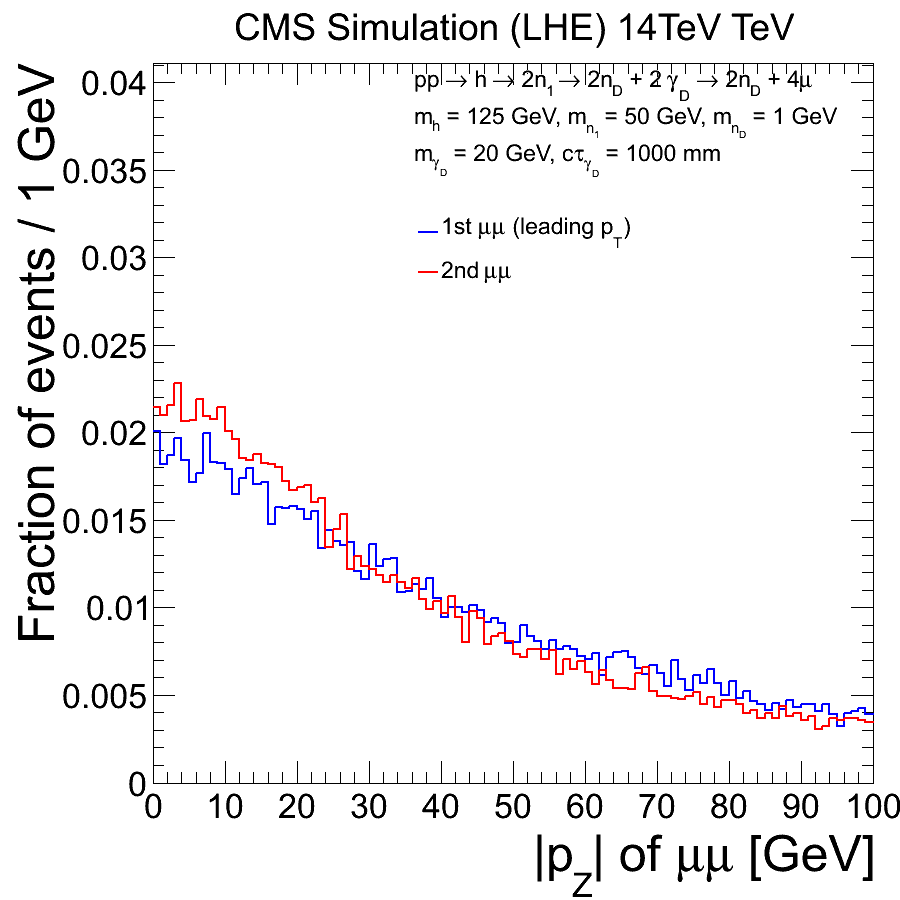 CMS Simulation (LHE) 14TeV TeV
pp → h → 2n₁ → 2n_D + 2 γ_D → 2n_D + 4μ
m_h = 125 GeV, m_n₁ = 50 GeV, m_n_D = 1 GeV
m_γ_D = 20 GeV, cτ_γ_D = 1000 mm
1st μμ (leading p_T)
2nd μμ
Fraction of events / 1 GeV
0.04
0.035
0.03
0.025
0.02
0.015
0.01
0.005
0
0 10 20 30 40 50 60 70 80 90 100
|p_Z| of μμ [GeV]